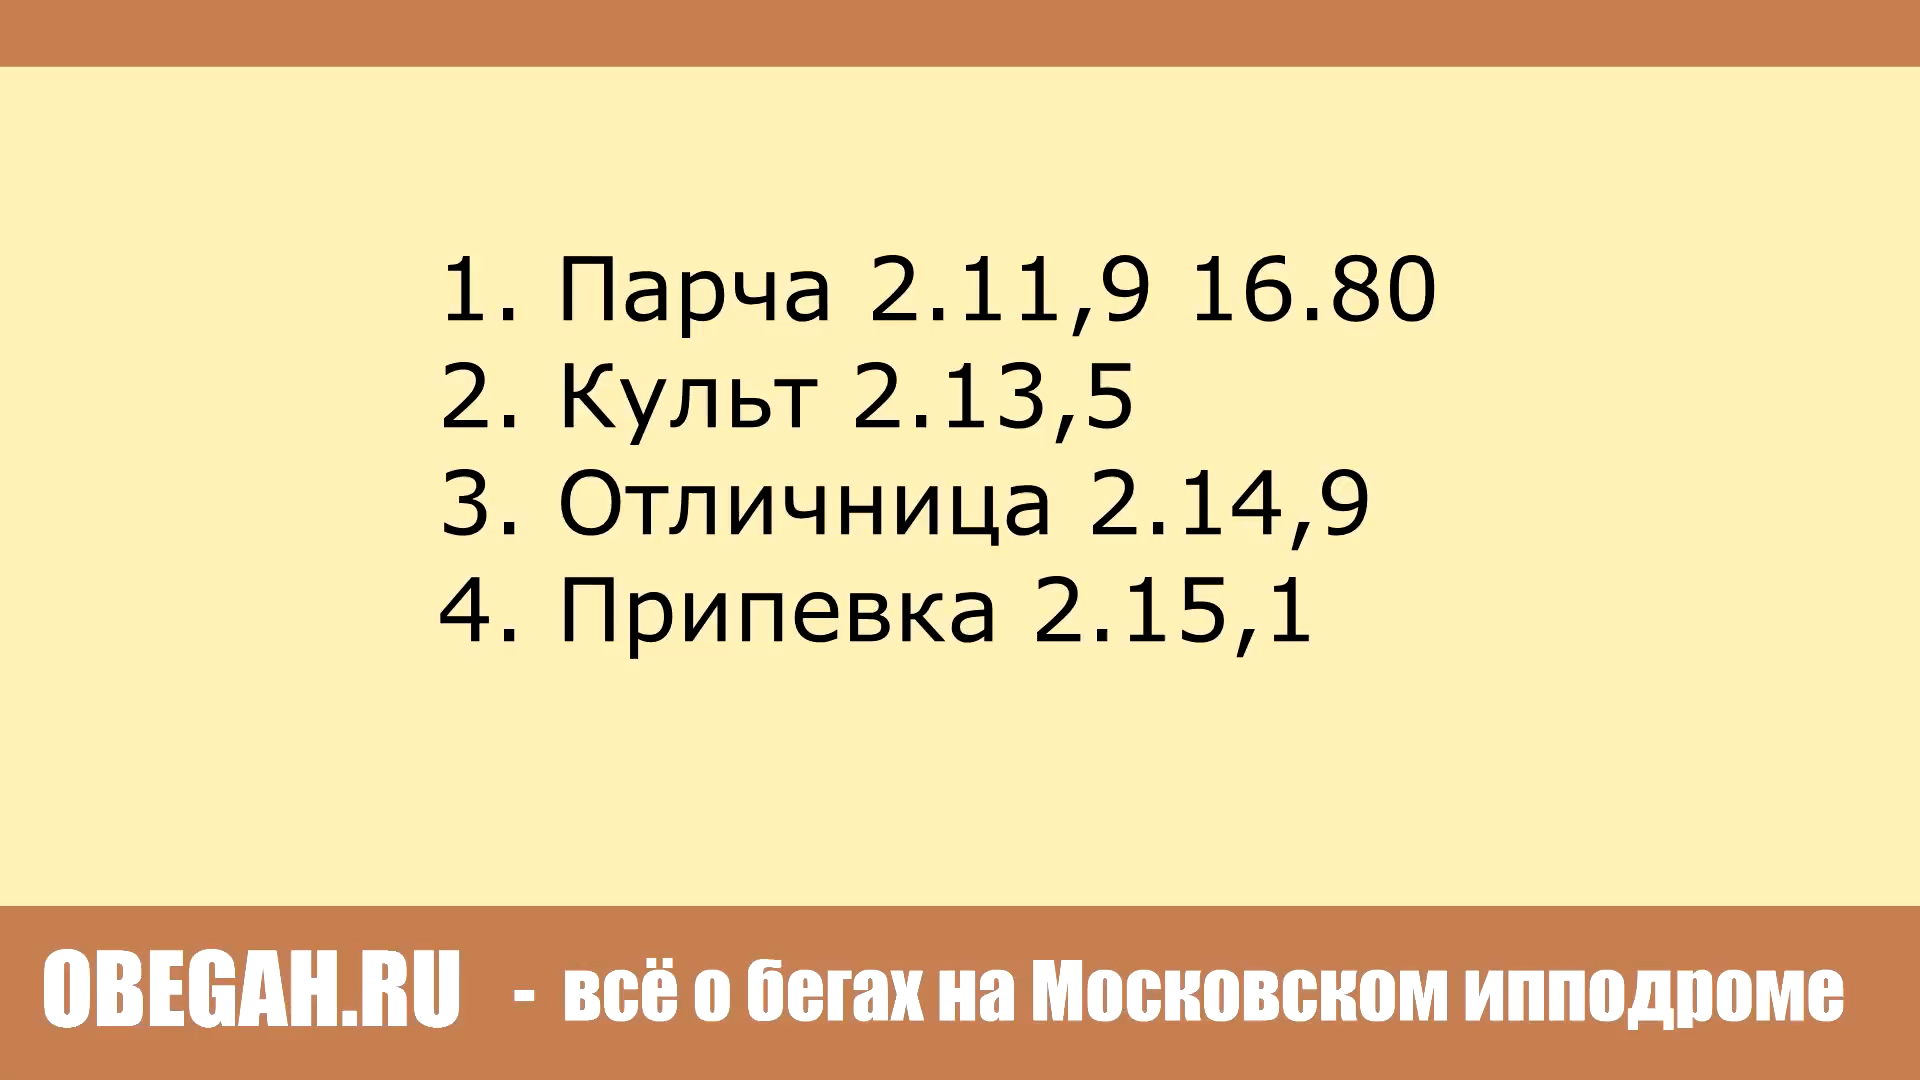 1. Парча 2.11,9 16.80
2. Культ 2.13,5
3. Отличница 2.14,9
4. Припевка 2.15,1
OBEGAH.RU - всё о бегах на Московском ипподроме